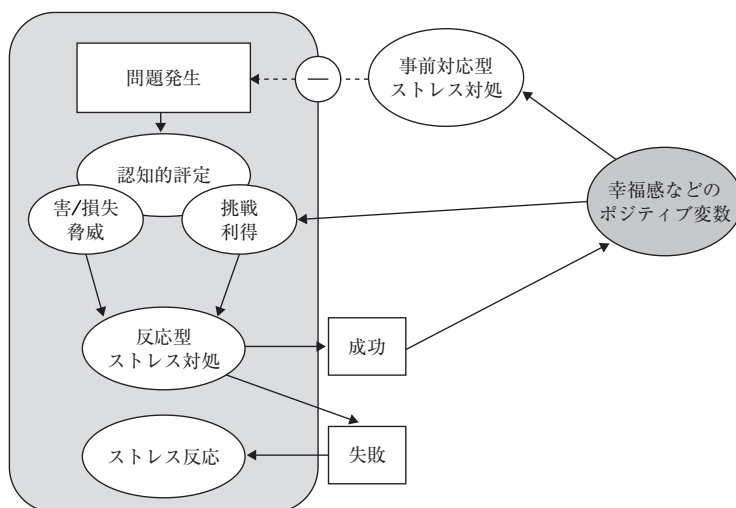 問題発生
—
事前対応型
ストレス対処
認知的評定
害/損失
脅威
挑戦
利得
幸福感などの
ポジティブ変数
反応型
ストレス対処
成功
ストレス反応
失敗